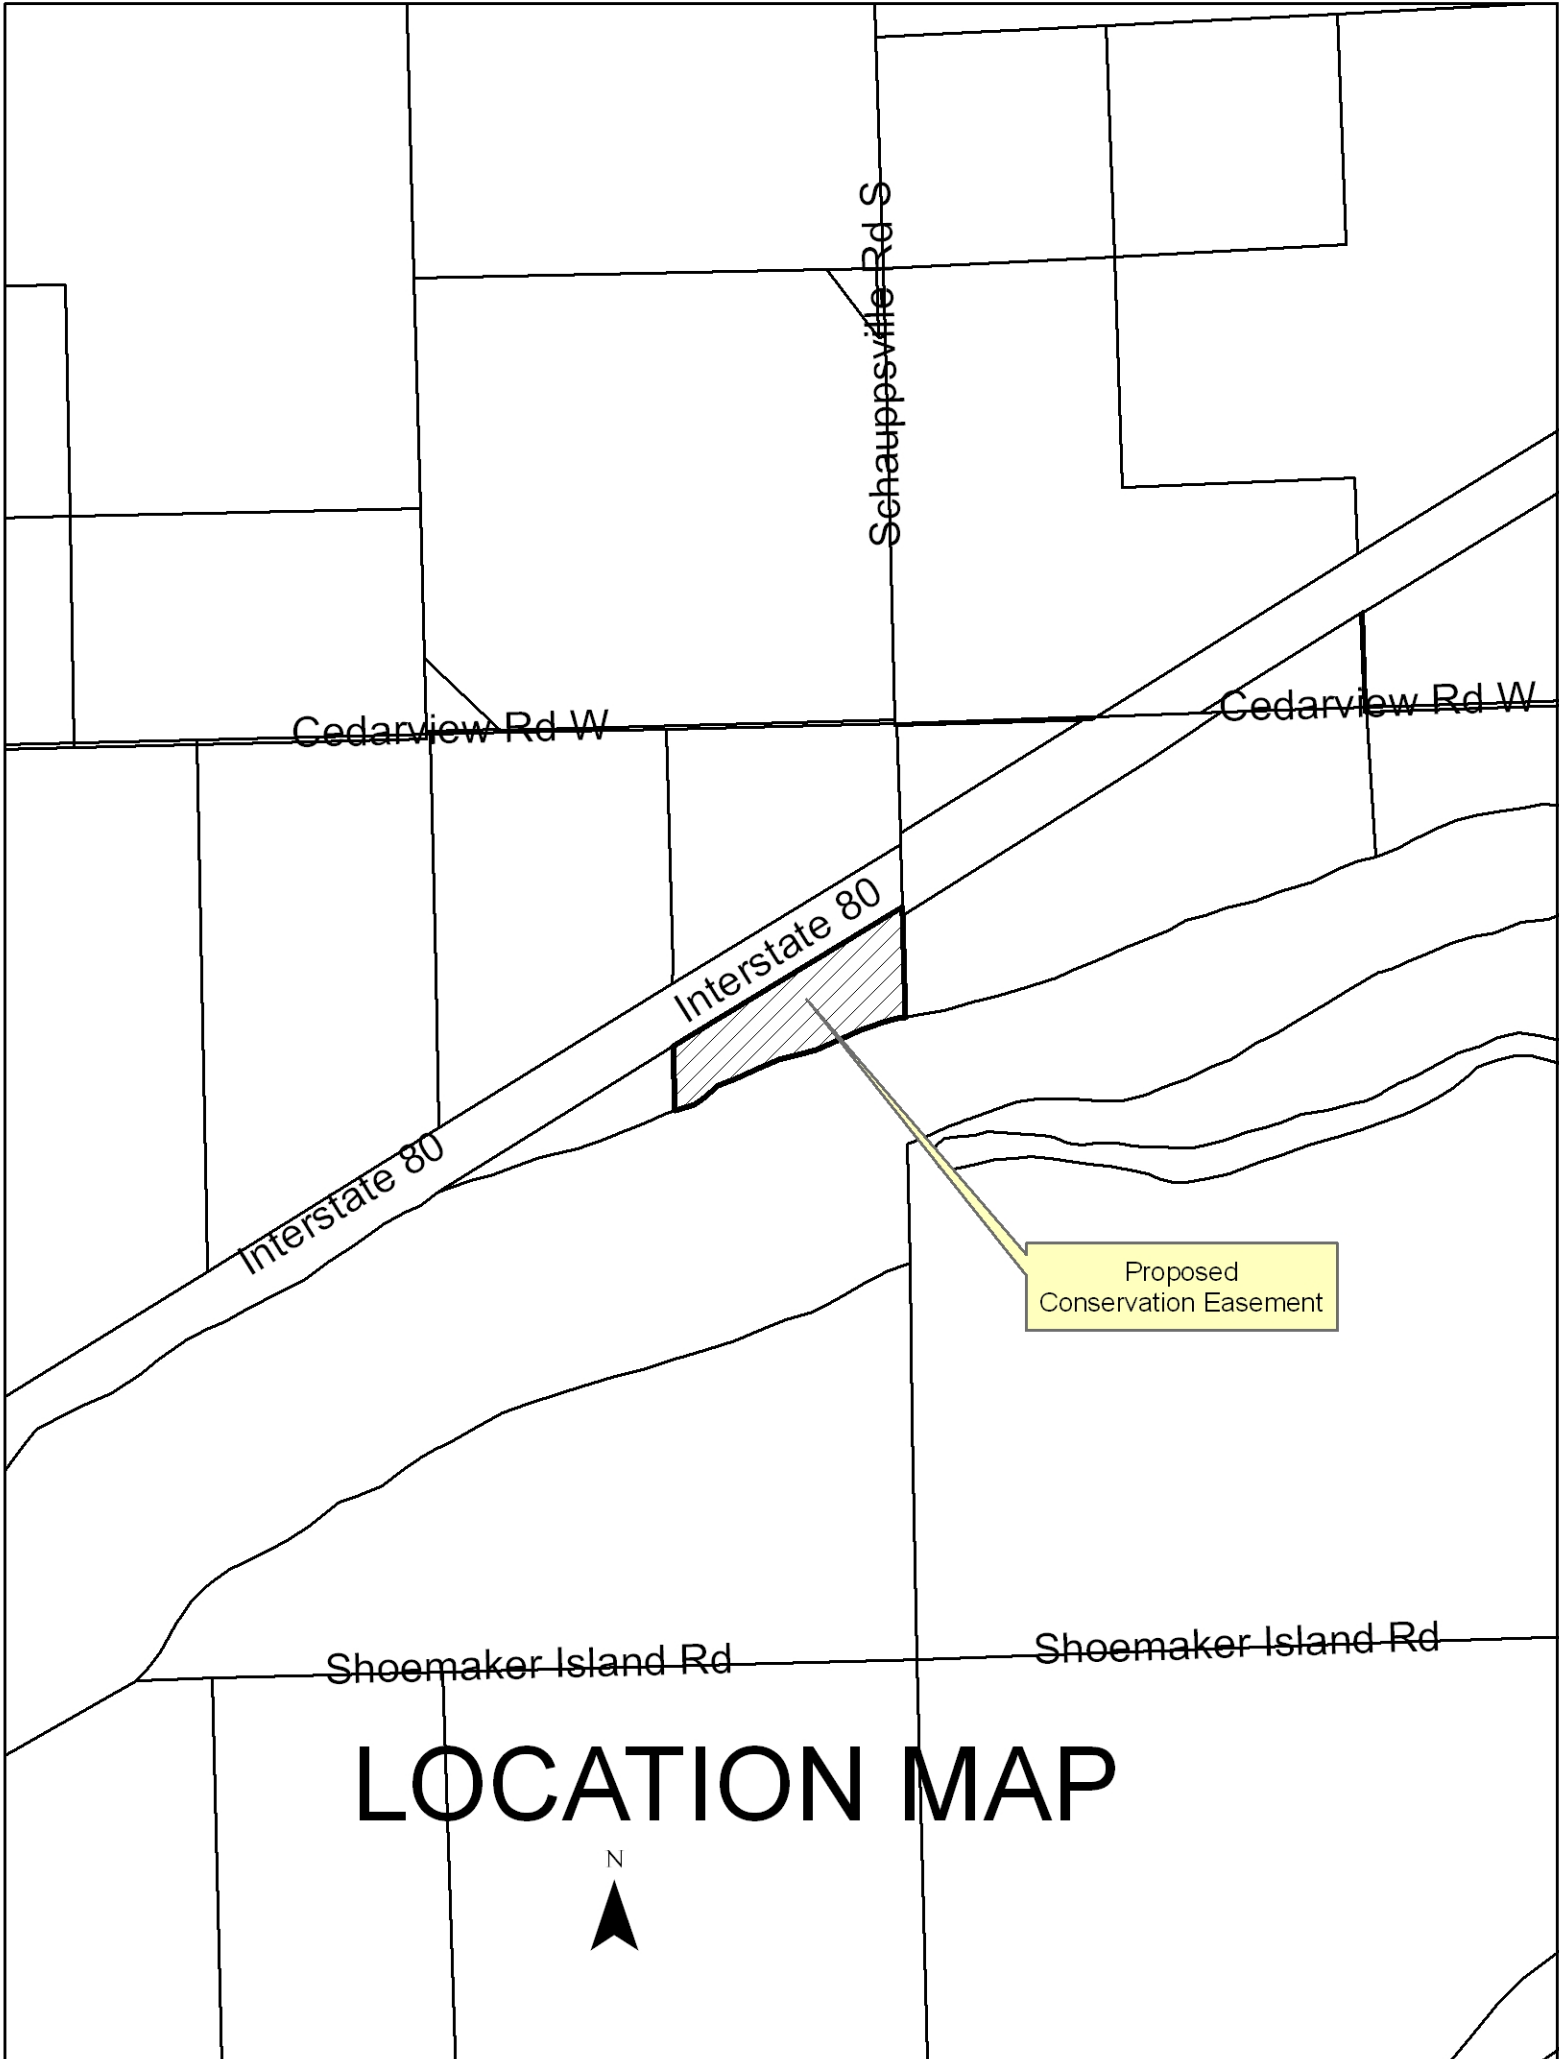 Schauppsville Rd S
Cedarview Rd W
Cedarview Rd W
Interstate 80
Interstate 80
Proposed
Conservation Easement
Shoemaker Island Rd
Shoemaker Island Rd
LOCATION MAP
N